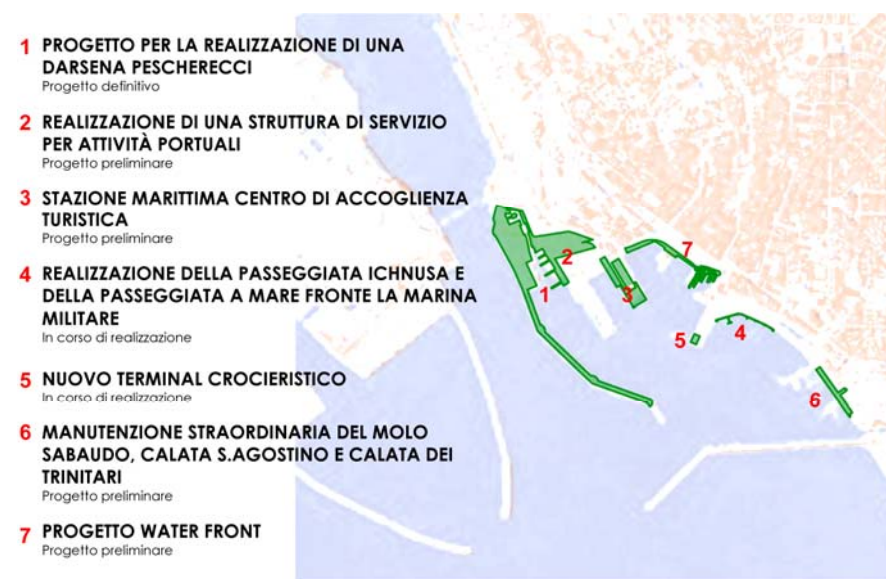 1 PROGETTO PER LA REALIZZAZIONE DI UNA
DARSENA PESCHERECCI
Progetto definitivo
2 REALIZZAZIONE DI UNA STRUTTURA DI SERVIZIO
PER ATTIVITÀ PORTUALI
Progetto preliminare
3 STAZIONE MARITTIMA CENTRO DI ACCOGLIENZA
TURISTICA
Progetto preliminare
4 REALIZZAZIONE DELLA PASSEGGIATA ICHNUSA E
DELLA PASSEGGIATA A MARE FRONTE LA MARINA
MILITARE
In corso di realizzazione
5 NUOVO TERMINAL CROCIERISTICO
In corso di realizzazione
6 MANUTENZIONE STRAORDINARIA DEL MOLO
SABAUDO, CALATA S.AGOSTINO E CALATA DEI
TRINITARI
Progetto preliminare
7 PROGETTO WATER FRONT
Progetto preliminare
7
2
1
3
5
4
6